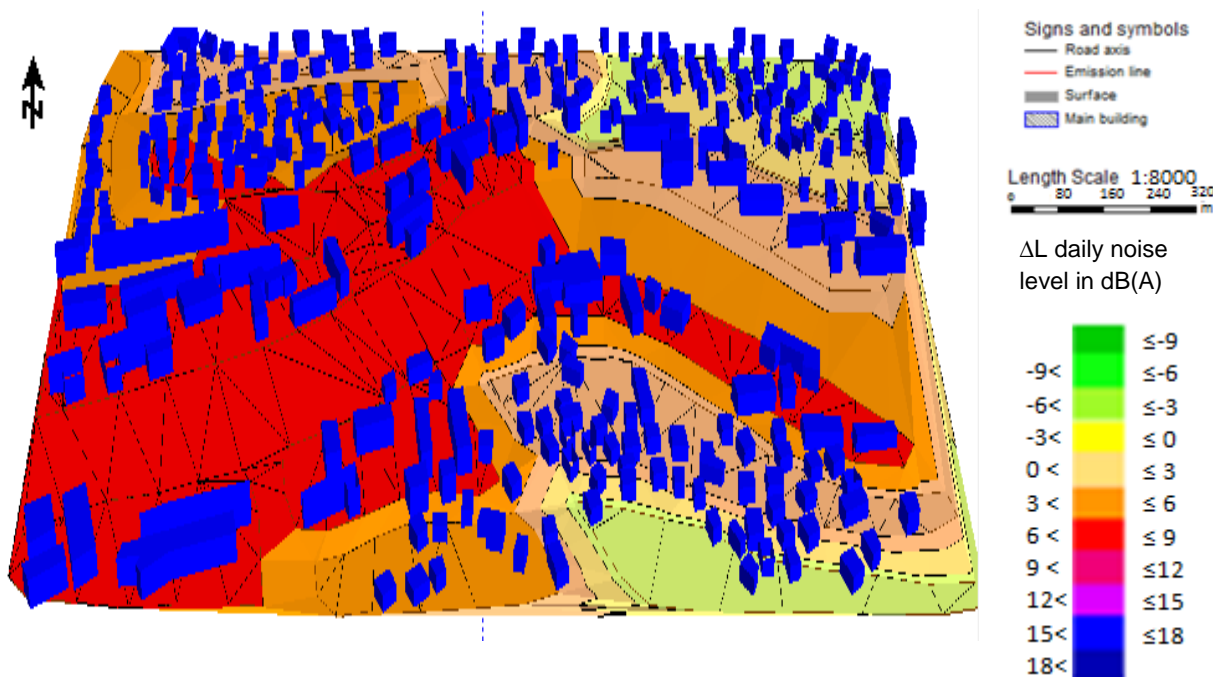 N
Signs and symbols
Road axis
Emission line
Surface
Main building
Length Scale 1:8000
0 80 160 240 320
m
ΔL daily noise
level in dB(A)
≤-9
-9< ≤-6
-6< ≤-3
-3< ≤ 0
0 < ≤ 3
3 < ≤ 6
6 < ≤ 9
9 < ≤12
12< ≤15
15< ≤18
18<